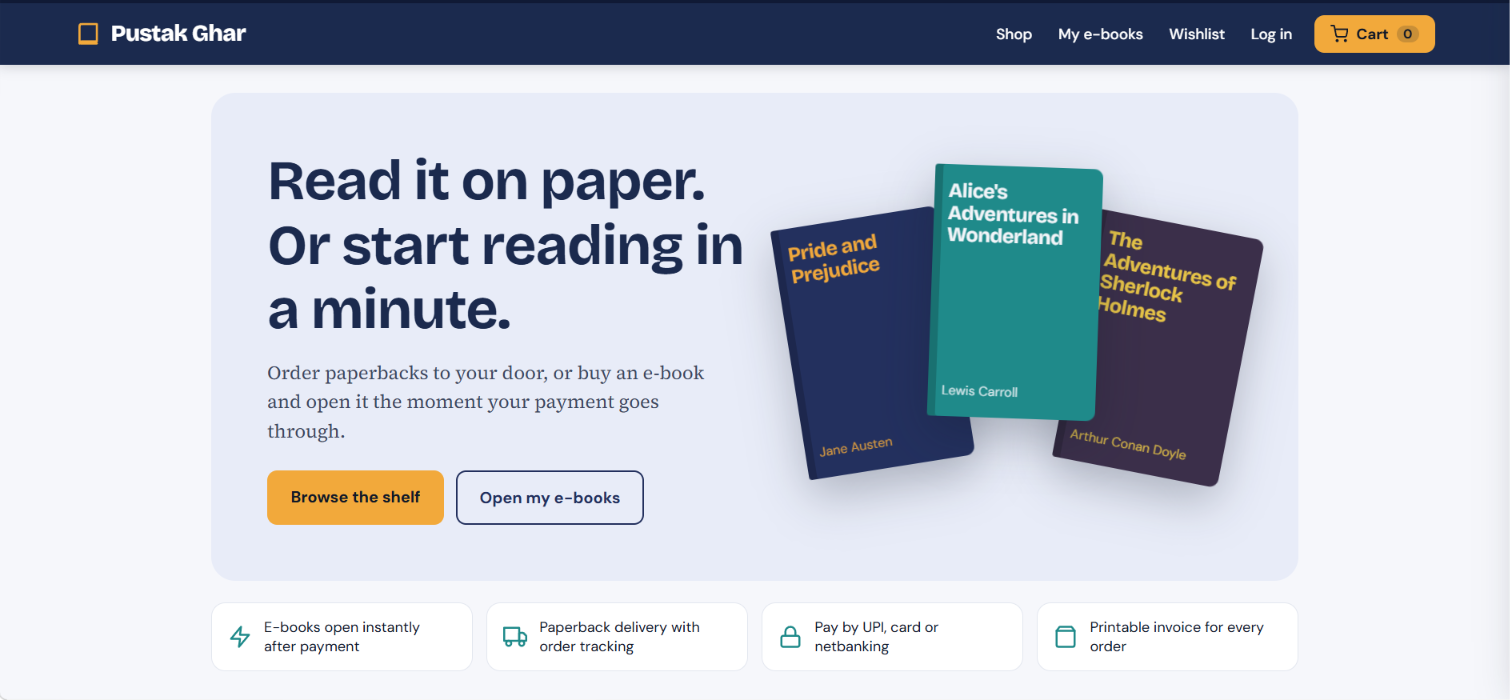 Pustak Ghar
Shop
My e-books
Wishlist
Log in
Cart 0
Read it on paper.
Or start reading in
a minute.
Order paperbacks to your door, or buy an e-book
and open it the moment your payment goes
through.
Browse the shelf
Open my e-books
Pride and
Prejudice
Jane Austen
Alice's
Adventures in
Wonderland
Lewis Carroll
The
Adventures of
Sherlock
Holmes
Arthur Conan Doyle
E-books open instantly
after payment
Paperback delivery with
order tracking
Pay by UPI, card or
netbanking
Printable invoice for every
order